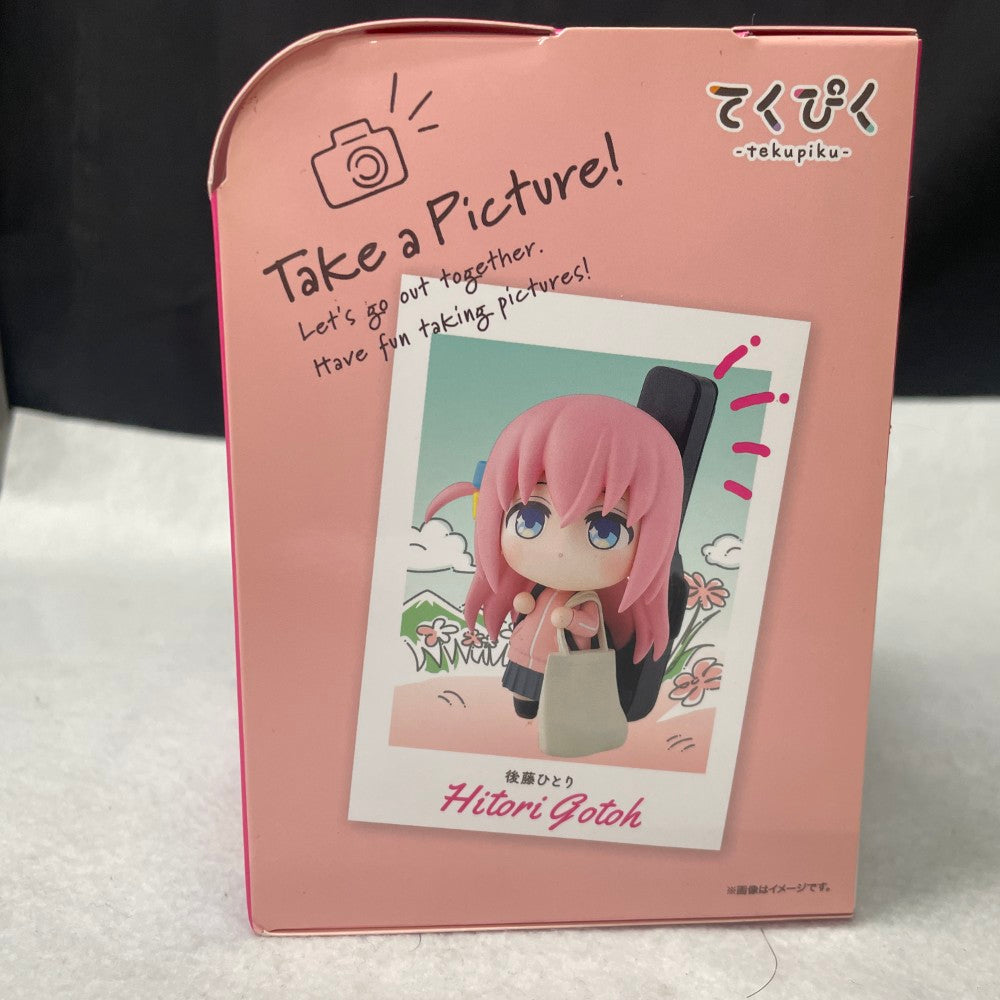 てくぴく
-tekupiku-
Take a Picture!
Let's go out together.
Have fun taking pictures!
後藤ひとり
Hitori Gotoh
※画像はイメージです。